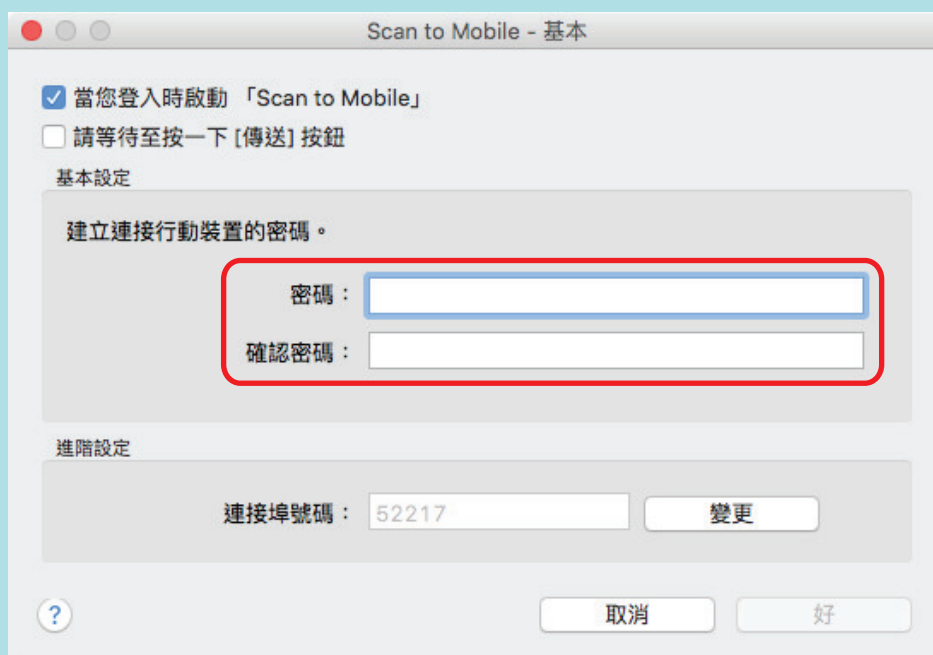 Scan to Mobile - 基本
當您登入時啟動 「Scan to Mobile」
請等待至按一下 [傳送] 按鈕
基本設定
建立連接行動裝置的密碼。
密碼：
確認密碼：
進階設定
連接埠號碼： 52217 變更
? 取消 好